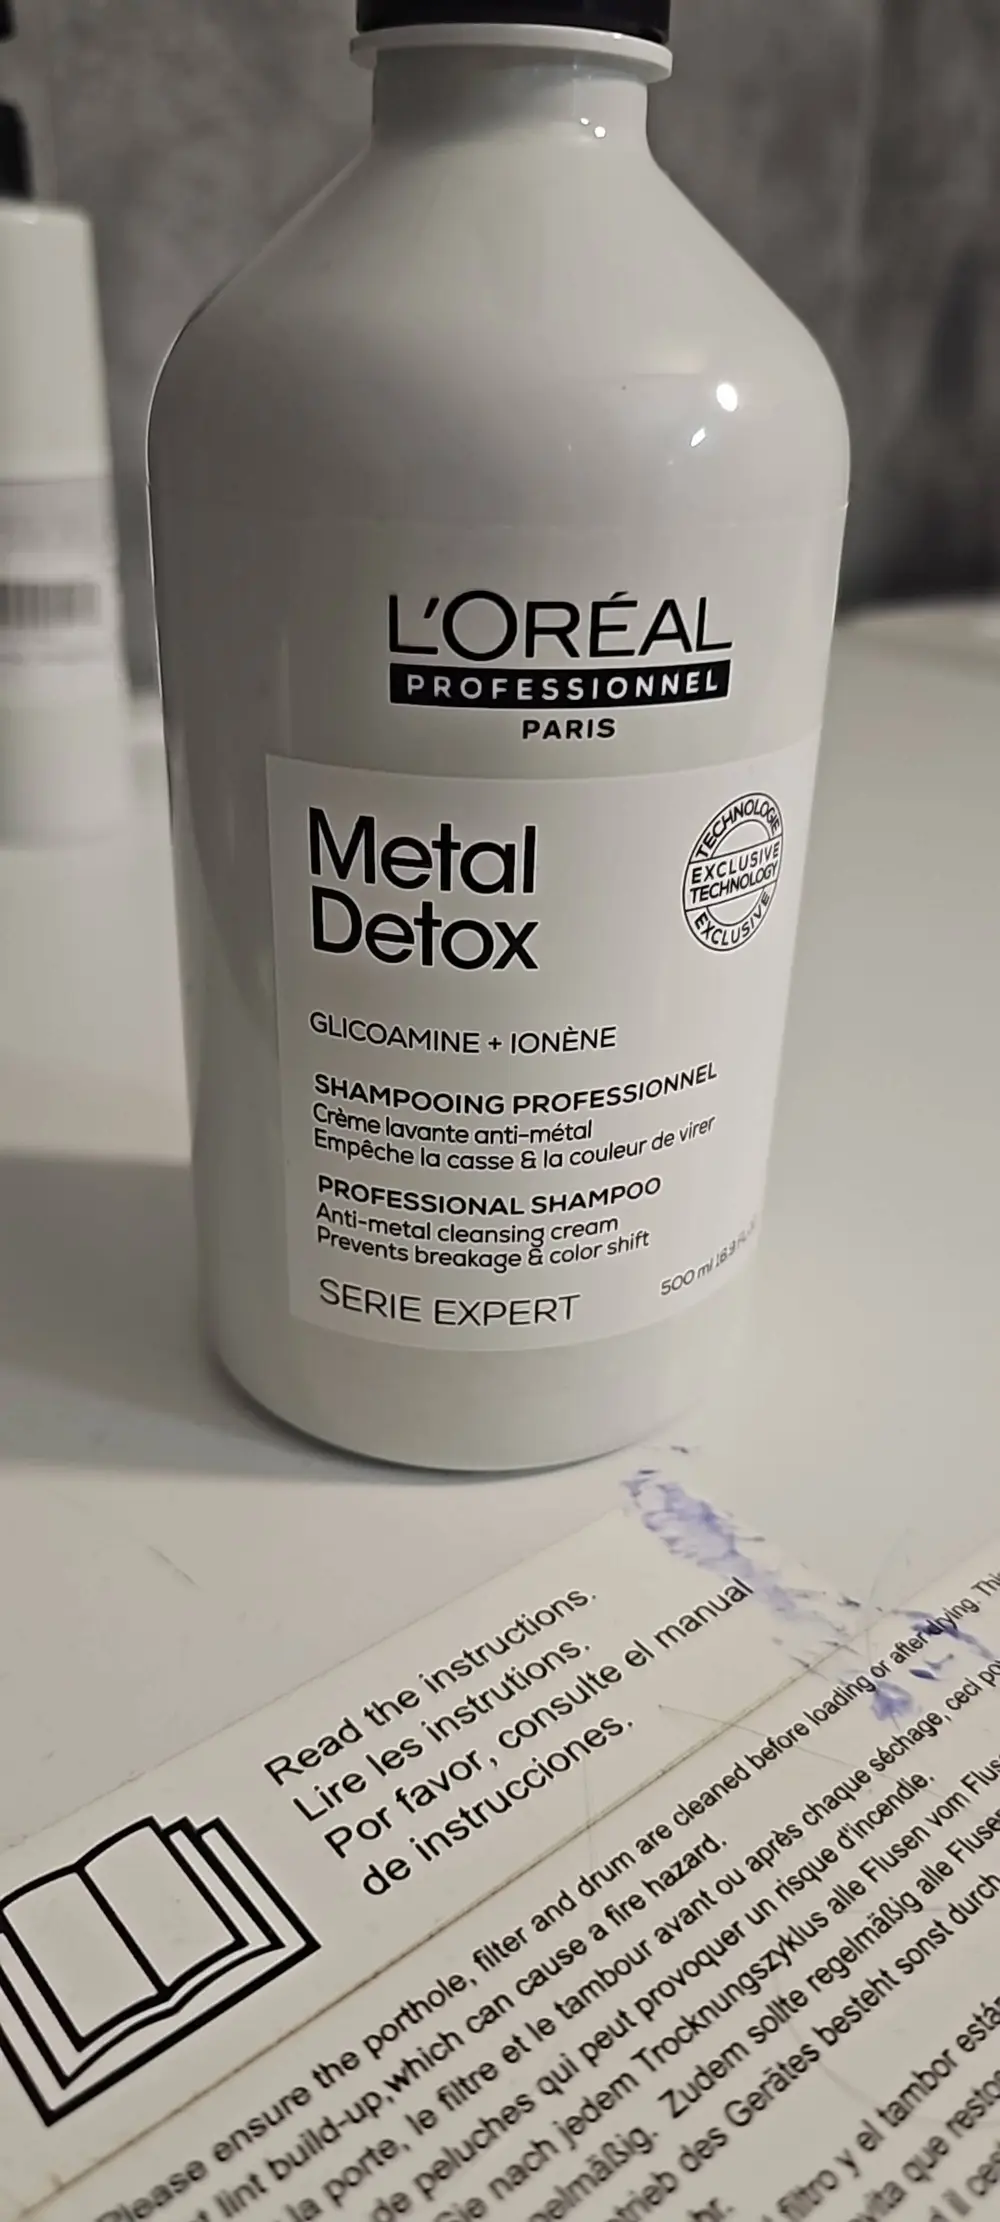 L'ORÉAL
PROFESSIONNEL
PARIS
Metal
Detox
TECHNOLOGIE
EXCLUSIVE
TECHNOLOGY
EXCLUSIVE
GLICOAMINE + IONÈNE
SHAMPOOING PROFESSIONNEL
Crème lavante anti-métal
Empêche la casse & la couleur de virer
PROFESSIONAL SHAMPOO
Anti-metal cleansing cream
Prevents breakage & color shift
500 ml 16.9
SERIE EXPERT
Read the instructions.
Lire les instrutions.
Por favor, consulte el manual
de instrucciones.
Please ensure the porthole, filter and drum are cleaned before loading or after drying.
lint build-up, which can cause a fire hazard.
la porte, le filtre et le tambour avant ou après chaque séchage, ceci
de peluches qui peut provoquer un risque d'incendie.
nach jedem Trocknungszyklus alle Flusen vom
Zudem sollte regelmäßig alle
des Gerätes besteht sonst durch
filtro y el tambor
que
il